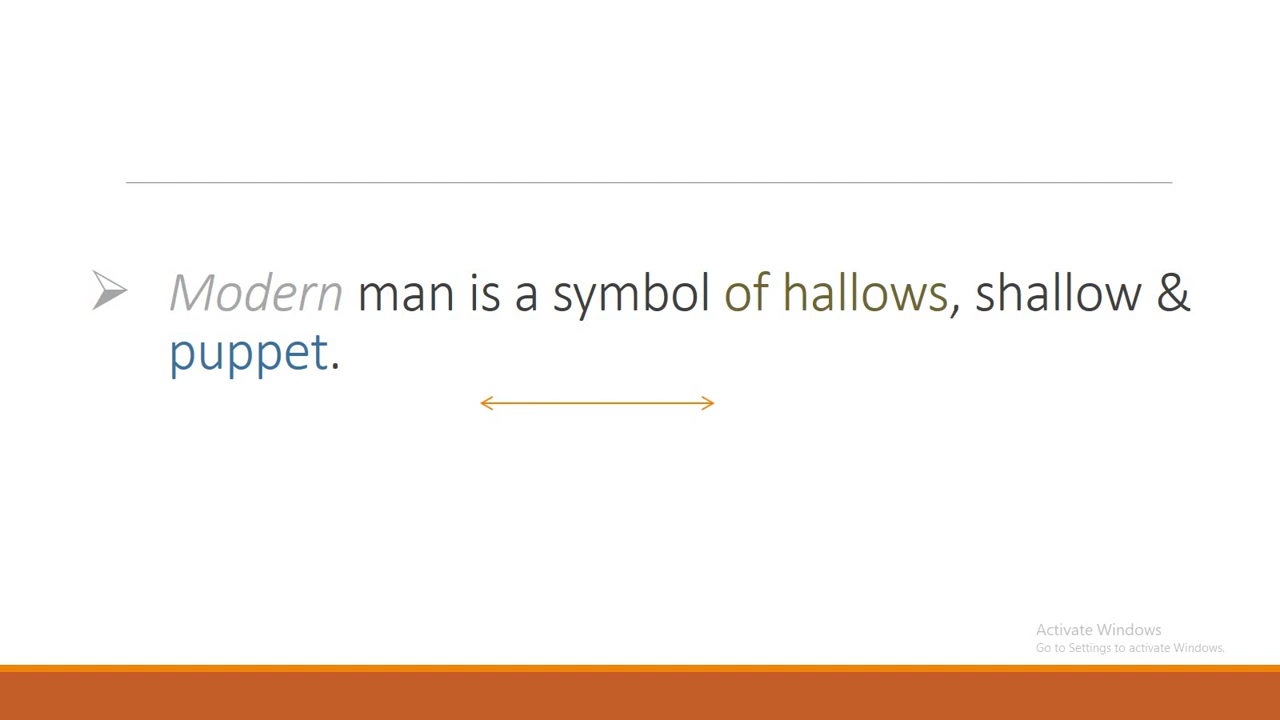 Modern man is a symbol of hallows, shallow &
puppet.
Activate Windows
Go to Settings to activate Windows.